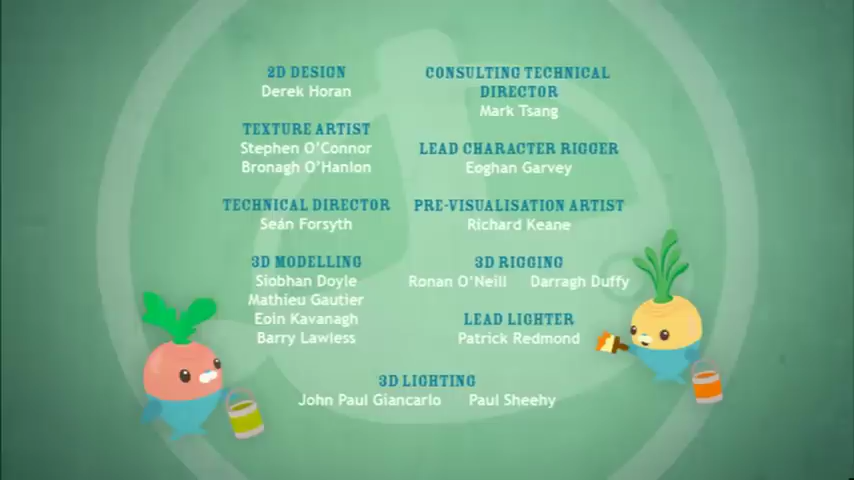 2D DESIGN
Derek Horan
TEXTURE ARTIST
Stephen O'Connor
Bronagh O'Hanlon
TECHNICAL DIRECTOR
Seán Forsyth
3D MODELLING
Siobhan Doyle
Mathieu Gautier
Eoin Kavanagh
Barry Lawless
CONSULTING TECHNICAL
DIRECTOR
Mark Tsang
LEAD CHARACTER RIGGER
Eoghan Garvey
PRE-VISUALISATION ARTIST
Richard Keane
3D RIGGING
Ronan O'Neill Darragh Duffy
LEAD LIGHTER
Patrick Redmond
3D LIGHTING
John Paul Giancarlo Paul Sheehy